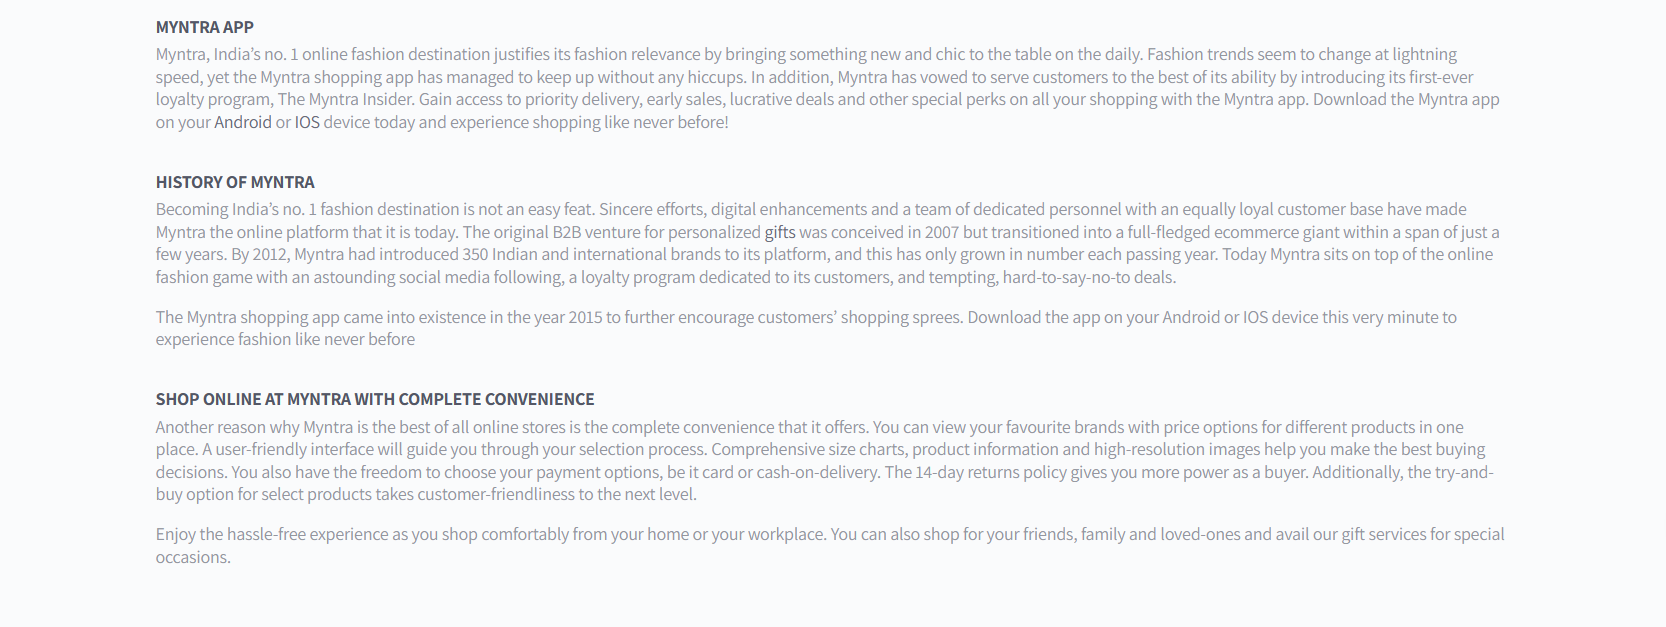 MYNTRA APP
Myntra, India’s no. 1 online fashion destination justifies its fashion relevance by bringing something new and chic to the table on the daily. Fashion trends seem to change at lightning
speed, yet the Myntra shopping app has managed to keep up without any hiccups. In addition, Myntra has vowed to serve customers to the best of its ability by introducing its first-ever
loyalty program, The Myntra Insider. Gain access to priority delivery, early sales, lucrative deals and other special perks on all your shopping with the Myntra app. Download the Myntra app
on your Android or IOS device today and experience shopping like never before!
HISTORY OF MYNTRA
Becoming India’s no. 1 fashion destination is not an easy feat. Sincere efforts, digital enhancements and a team of dedicated personnel with an equally loyal customer base have made
Myntra the online platform that it is today. The original B2B venture for personalized gifts was conceived in 2007 but transitioned into a full-fledged ecommerce giant within a span of just a
few years. By 2012, Myntra had introduced 350 Indian and international brands to its platform, and this has only grown in number each passing year. Today Myntra sits on top of the online
fashion game with an astounding social media following, a loyalty program dedicated to its customers, and tempting, hard-to-say-no-to deals.
The Myntra shopping app came into existence in the year 2015 to further encourage customers’ shopping sprees. Download the app on your Android or IOS device this very minute to
experience fashion like never before
SHOP ONLINE AT MYNTRA WITH COMPLETE CONVENIENCE
Another reason why Myntra is the best of all online stores is the complete convenience that it offers. You can view your favourite brands with price options for different products in one
place. A user-friendly interface will guide you through your selection process. Comprehensive size charts, product information and high-resolution images help you make the best buying
decisions. You also have the freedom to choose your payment options, be it card or cash-on-delivery. The 14-day returns policy gives you more power as a buyer. Additionally, the try-and-
buy option for select products takes customer-friendliness to the next level.
Enjoy the hassle-free experience as you shop comfortably from your home or your workplace. You can also shop for your friends, family and loved-ones and avail our gift services for special
occasions.